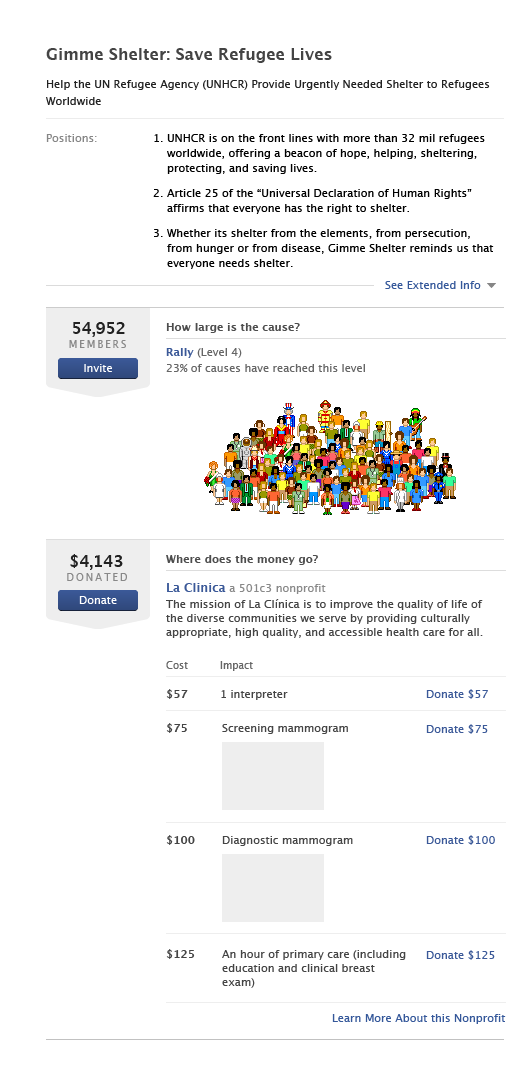 Gimme Shelter: Save Refugee Lives
Help the UN Refugee Agency (UNHCR) Provide Urgently Needed Shelter to Refugees
Worldwide
Positions:
1. UNHCR is on the front lines with more than 32 mil refugees
worldwide, offering a beacon of hope, helping, sheltering,
protecting, and saving lives.
2. Article 25 of the “Universal Declaration of Human Rights”
affirms that everyone has the right to shelter.
3. Whether its shelter from the elements, from persecution,
from hunger or from disease, Gimme Shelter reminds us that
everyone needs shelter.
See Extended Info
54,952
MEMBERS
Invite
How large is the cause?
Rally (Level 4)
23% of causes have reached this level
$4,143
DONATED
Donate
Where does the money go?
La Clinica a 501c3 nonprofit
The mission of La Clínica is to improve the quality of life of
the diverse communities we serve by providing culturally
appropriate, high quality, and accessible health care for all.
Cost Impact
$57 1 interpreter Donate $57
$75 Screening mammogram Donate $75
$100 Diagnostic mammogram Donate $100
$125 An hour of primary care (including Donate $125
education and clinical breast
exam)
Learn More About this Nonprofit